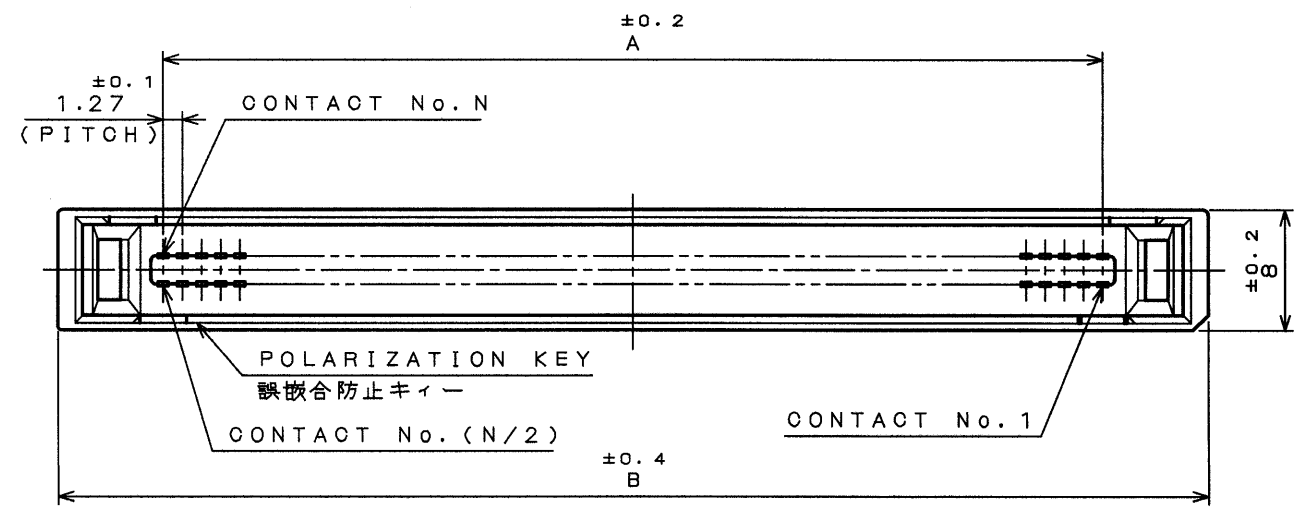 ±0.2
A
±0.1
1.27
(PITCH)
CONTACT No.N
±0.2
8
POLARIZATION KEY
誤嵌合防止キィー
CONTACT No.(N/2)
CONTACT No.1
±0.4
B